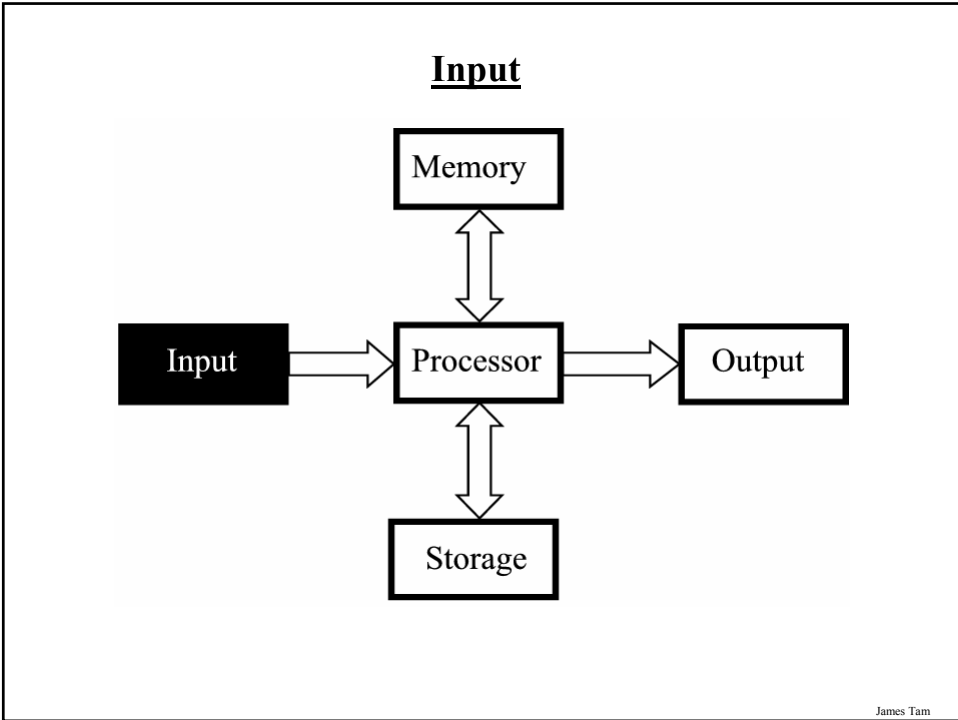 Input
Memory
Input
Processor
Output
Storage
James Tam